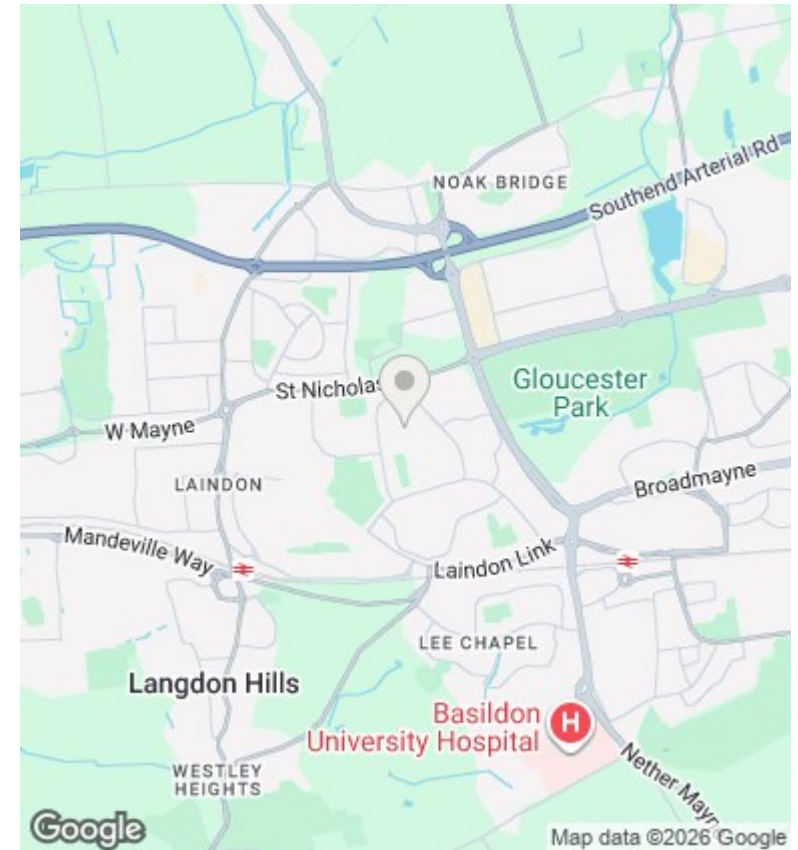 NOAK BRIDGE
Southend Arterial Rd
St Nicholas
Gloucester
Park
W Mayne
LAINDON
Broadmayne
Mandeville Way
Laindon Link
LEE CHAPEL
Langdon Hills
Basildon
University Hospital
H
WESTLEY
HEIGHTS
Nether Mayne
Google
Map data ©2026 Google